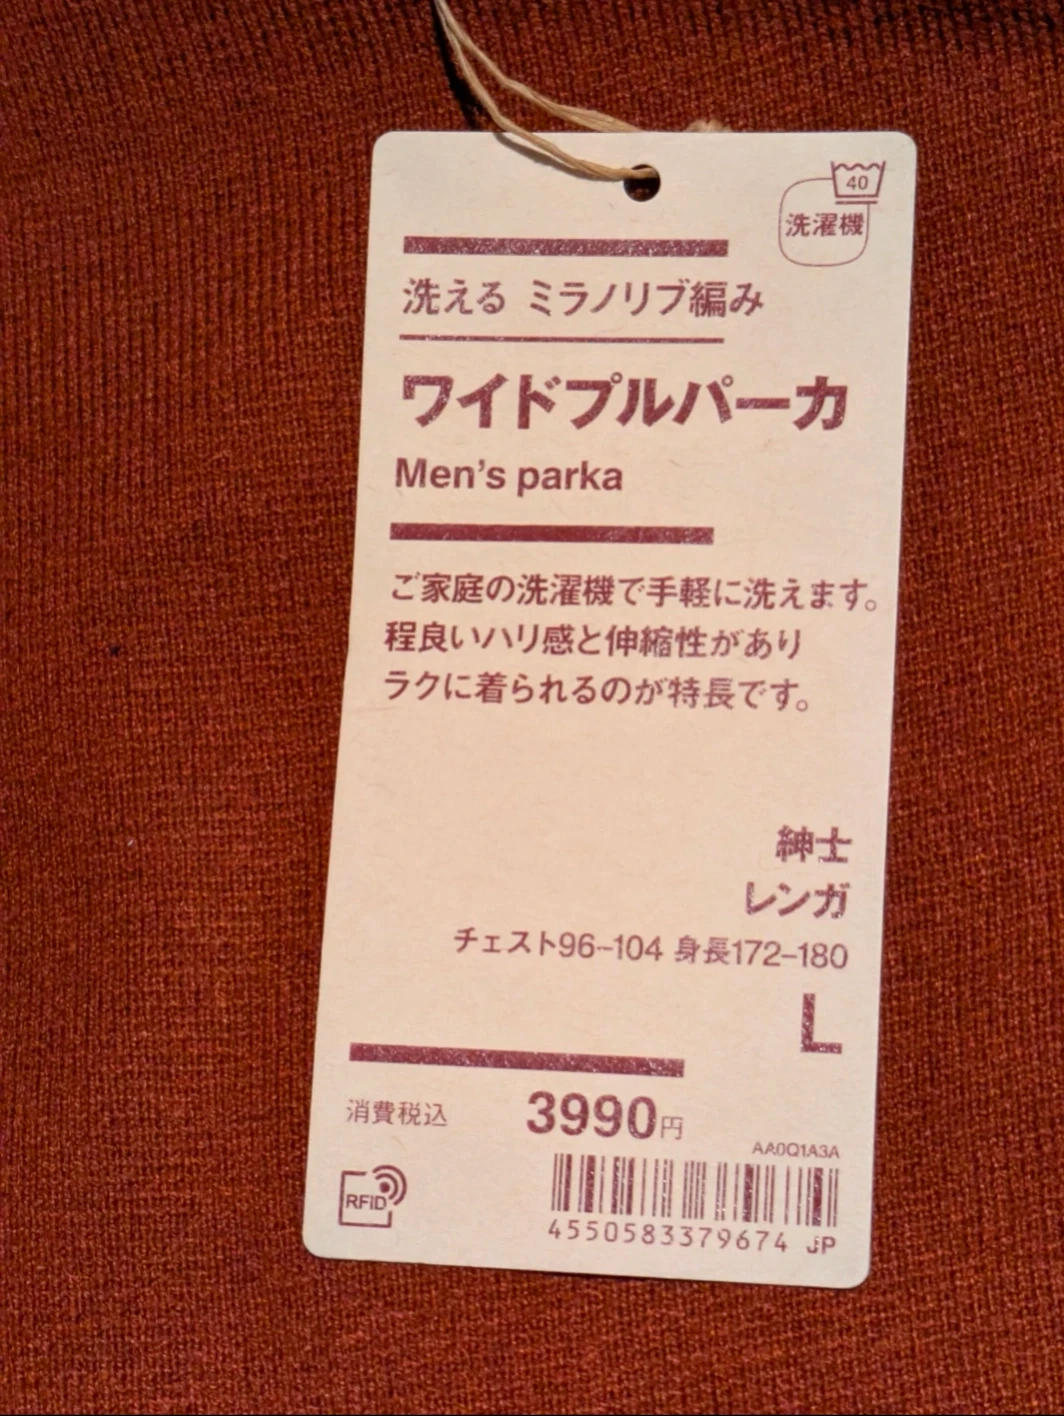 40
洗濯機
洗える ミラノリブ編み
ワイドプルパーカ
Men's parka
ご家庭の洗濯機で手軽に洗えます。
程良いハリ感と伸縮性があり
ラクに着られるのが特長です。
紳士
レンガ
チェスト96-104 身長172-180
L
消費税込 3990円
AA0Q1A3A
RFID
4550583379674 JP